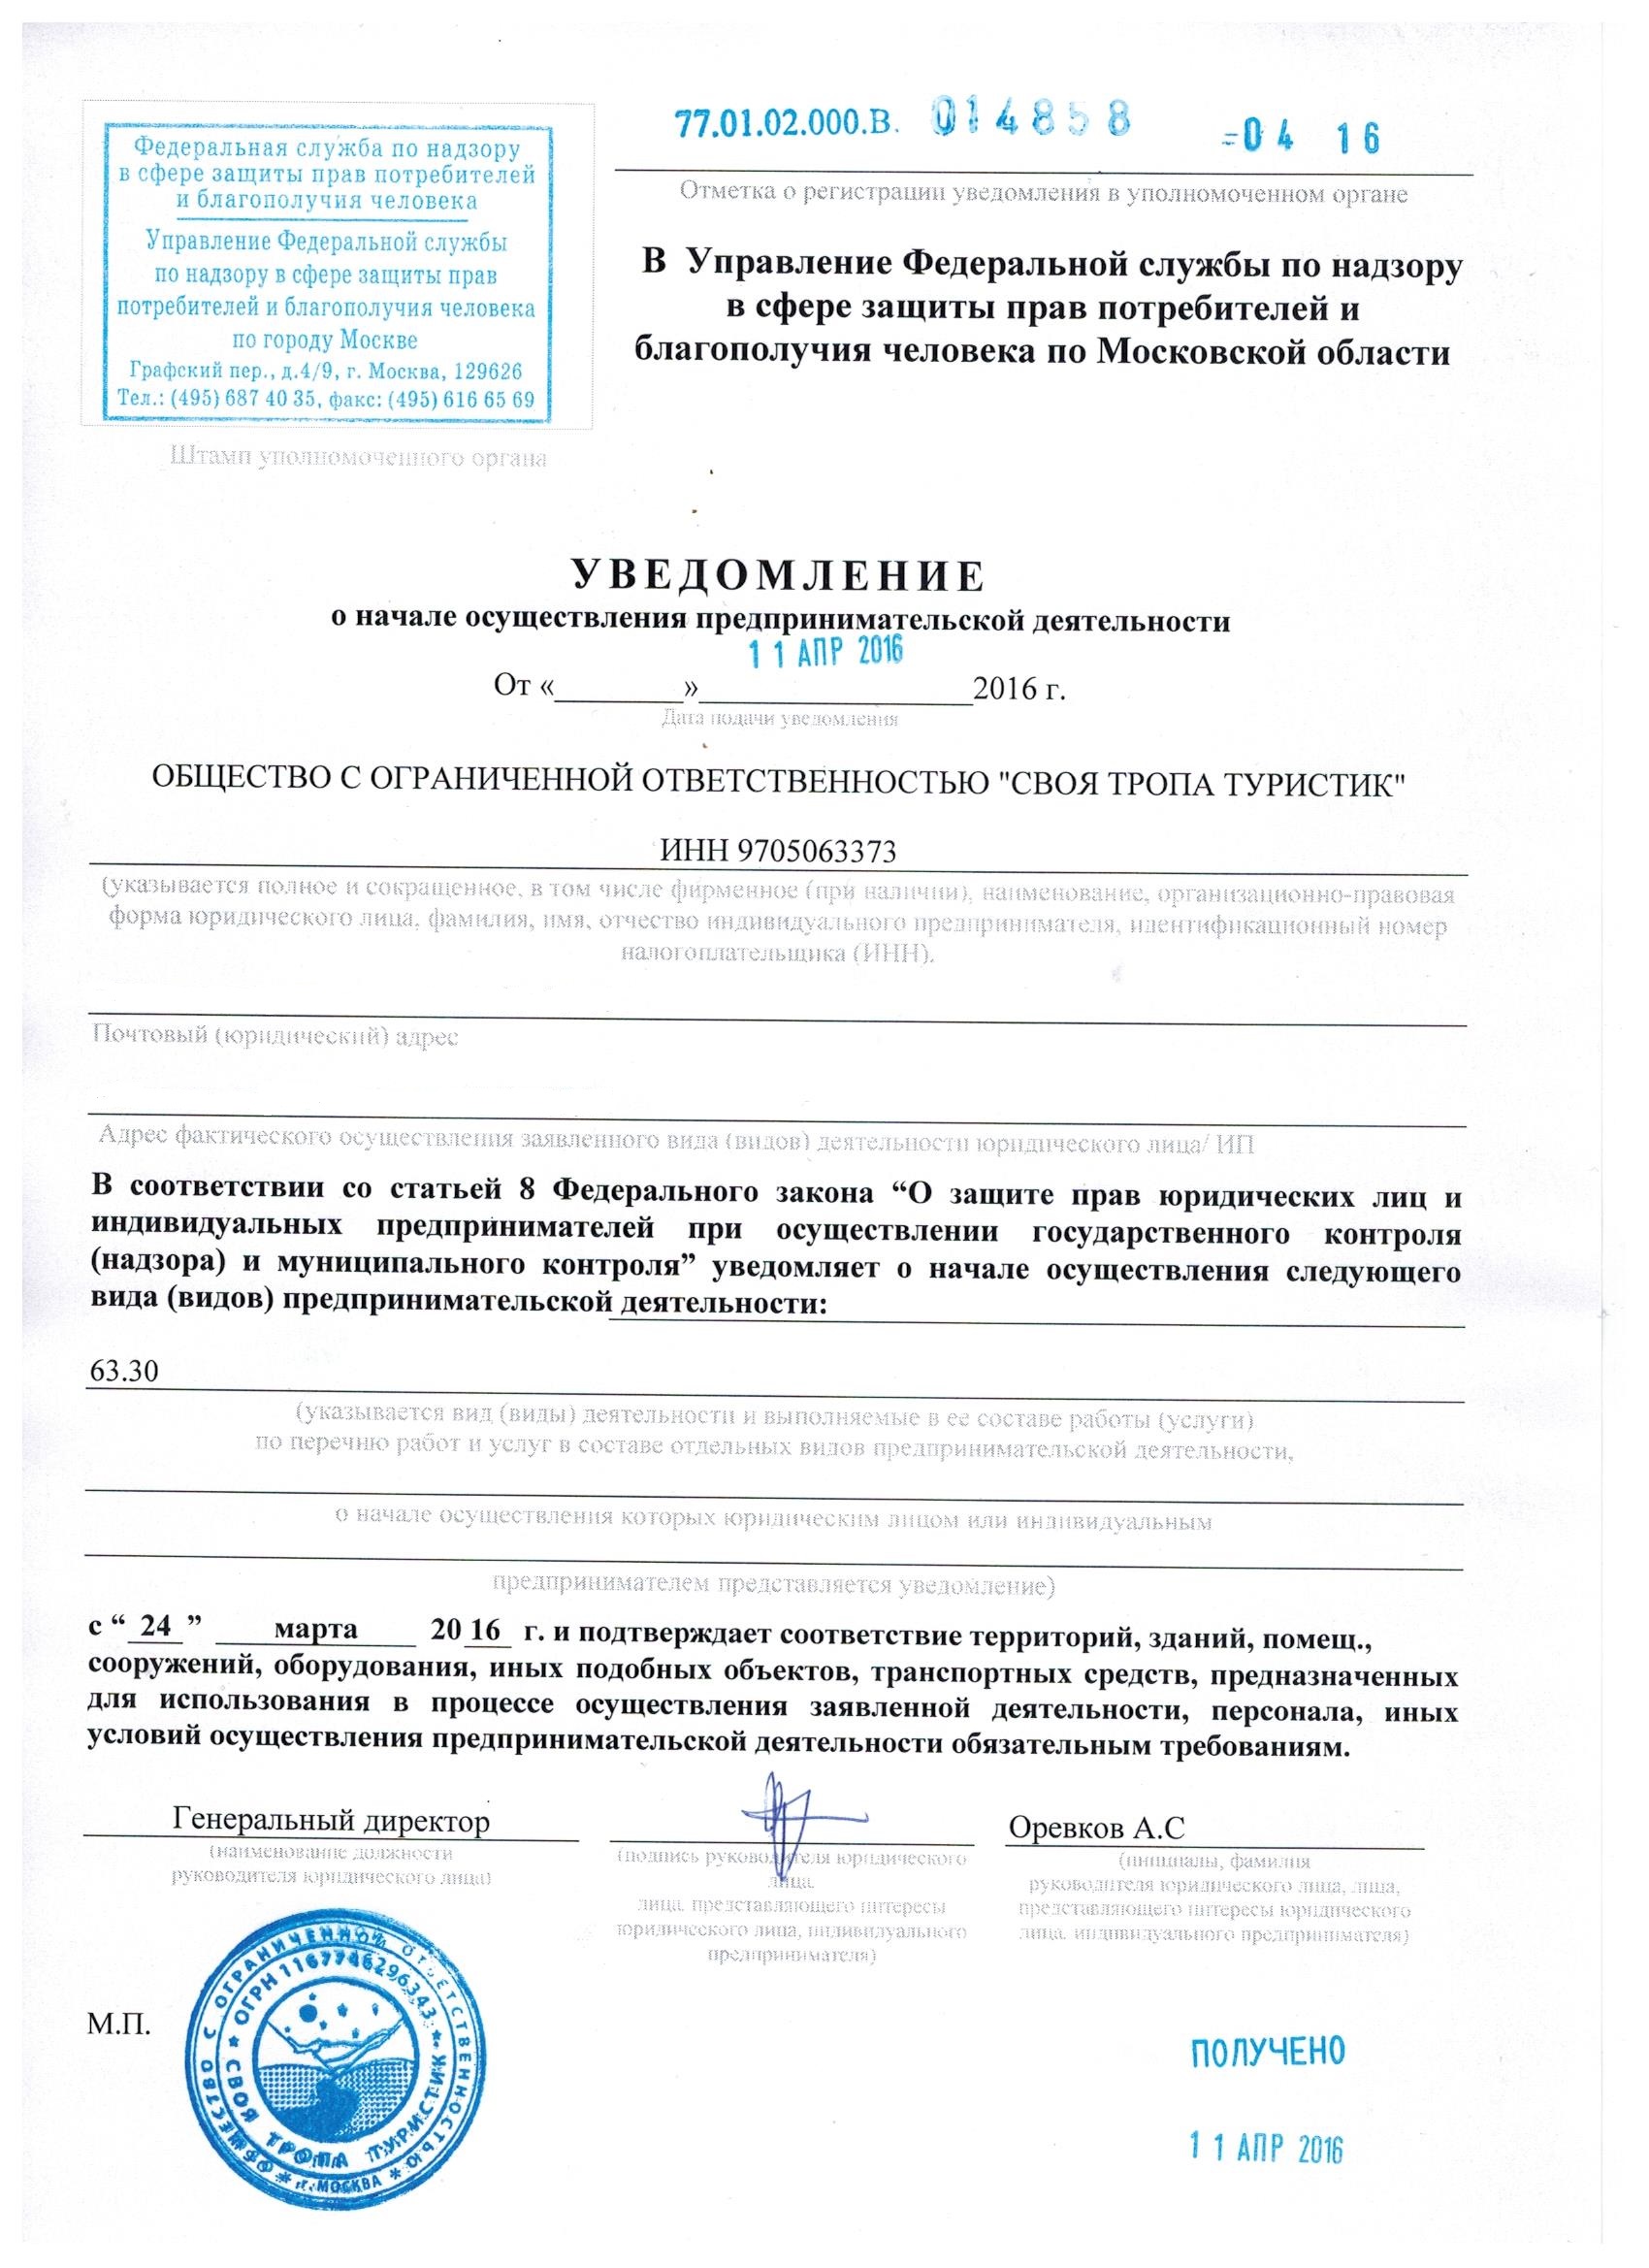 Федеральная служба по надзору
в сфере защиты прав потребителей
и благополучия человека
Управление Федеральной службы
по надзору в сфере защиты прав
потребителей и благополучия человека
по городу Москве
Графский пер., д.4/9, г. Москва, 129626
Тел.: (495) 687 40 35, факс: (495) 616 65 69
Штамп уполномоченного органа
77.01.02.000.В. 014858 -04 16
Отметка о регистрации уведомления в уполномоченном органе
В Управление Федеральной службы по надзору
в сфере защиты прав потребителей и
благополучия человека по Московской области
УВЕДОМЛЕНИЕ
о начале осуществления предпринимательской деятельности
11 АПР 2016
От «________»_________________2016 г.
Дата подачи уведомления
ОБЩЕСТВО С ОГРАНИЧЕННОЙ ОТВЕТСТВЕННОСТЬЮ "СВОЯ ТРОПА ТУРИСТИК"
ИНН 9705063373
(указывается полное и сокращенное, в том числе фирменное (при наличии), наименование, организационно-правовая
форма юридического лица, фамилия, имя, отчество индивидуального предпринимателя, идентификационный номер
налогоплательщика (ИНН).
Почтовый (юридический) адрес
Адрес фактического осуществления заявленного вида (видов) деятельности юридического лица/ ИП
В соответствии со статьей 8 Федерального закона “О защите прав юридических лиц и
индивидуальных предпринимателей при осуществлении государственного контроля
(надзора) и муниципального контроля” уведомляет о начале осуществления следующего
вида (видов) предпринимательской деятельности:
63.30
(указывается вид (виды) деятельности и выполняемые в ее составе работы (услуги)
по перечню работ и услуг в составе отдельных видов предпринимательской деятельности,
о начале осуществления которых юридическим лицом или индивидуальным
предпринимателем представляется уведомление)
с “ 24 ” марта 20 16 г. и подтверждает соответствие территорий, зданий, помещ.,
сооружений, оборудования, иных подобных объектов, транспортных средств, предназначенных
для использования в процессе осуществления заявленной деятельности, персонала, иных
условий осуществления предпринимательской деятельности обязательным требованиям.
Генеральный директор
(наименование должности
руководителя юридического лица)
(подпись руководителя юридического
лица,
лица, представляющего интересы
юридического лица, индивидуального
предпринимателя)
Оревков А.С
(инициалы, фамилия
руководителя юридического лица, лица,
представляющего интересы юридического
лица, индивидуального предпринимателя)
М.П.
ОБЩЕСТВО С ОГРАНИЧЕННОЙ ОТВЕТСТВЕННОСТЬЮ
* г. МОСКВА *
ОГРН 1167746296343
* СВОЯ ТРОПА ТУРИСТИК *
ПОЛУЧЕНО
11 АПР 2016